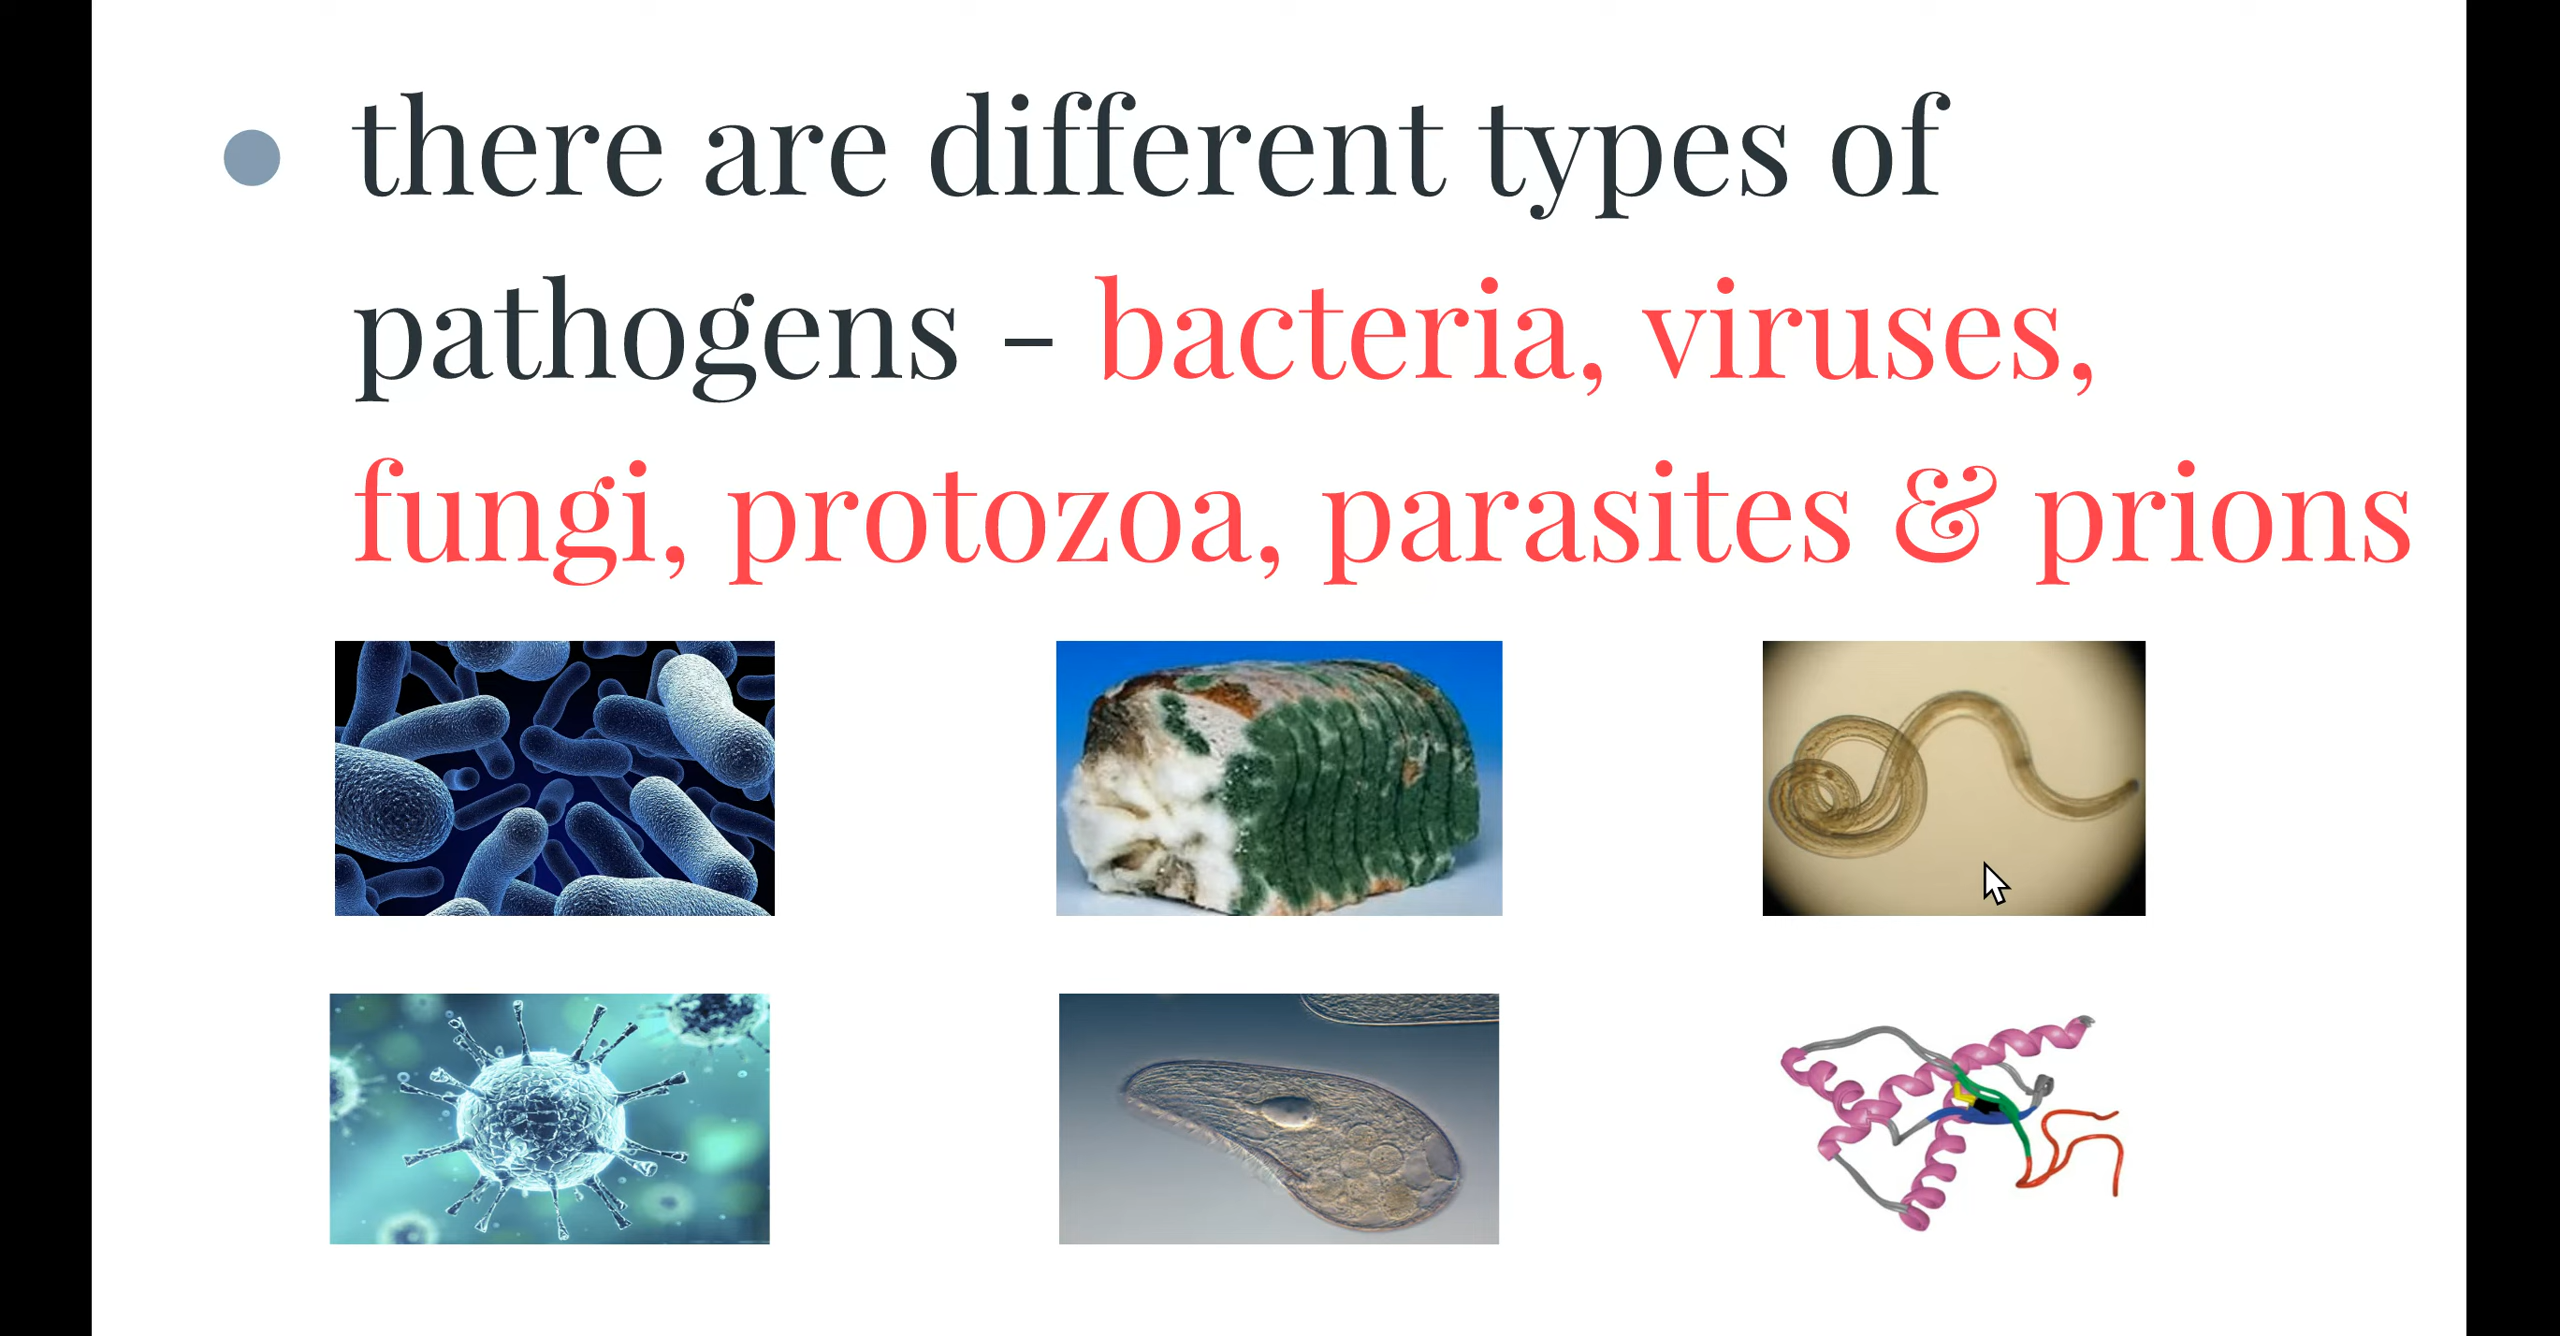 there are different types of
pathogens - bacteria, viruses,
fungi, protozoa, parasites & prions